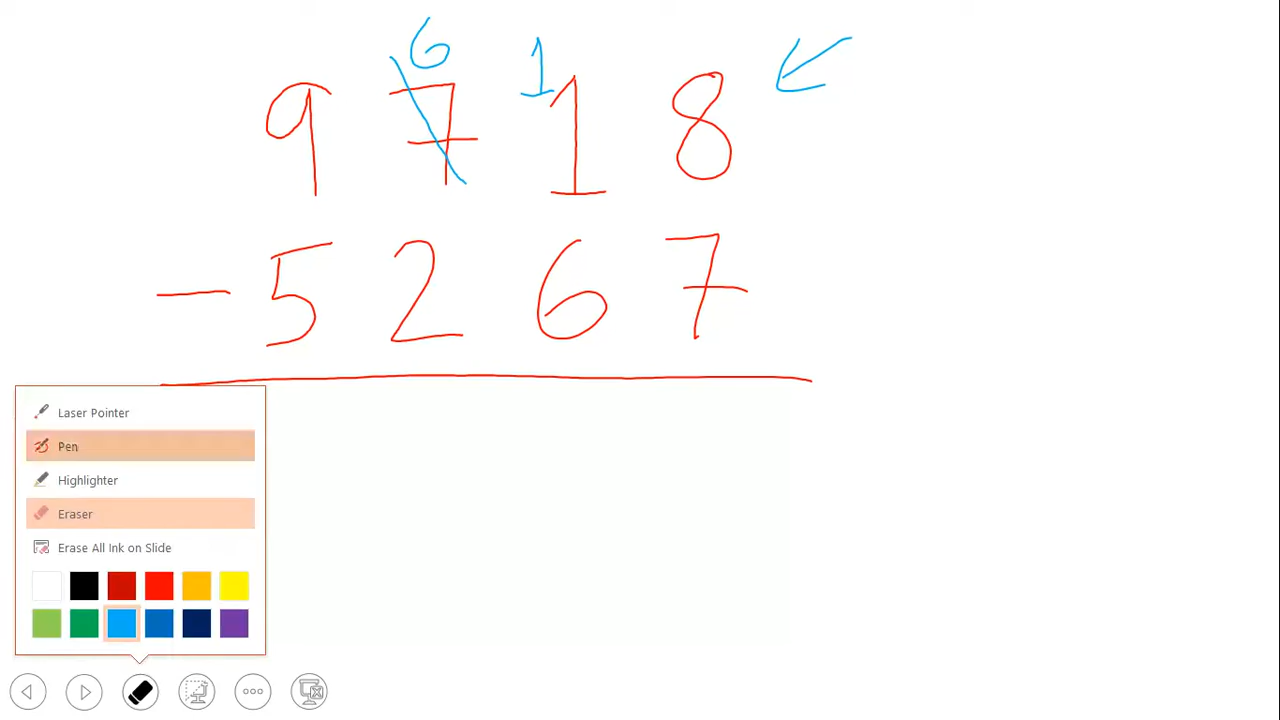 6 1
9 7 1 8
- 5 2 6 7
Laser Pointer
Pen
Highlighter
Eraser
Erase All Ink on Slide